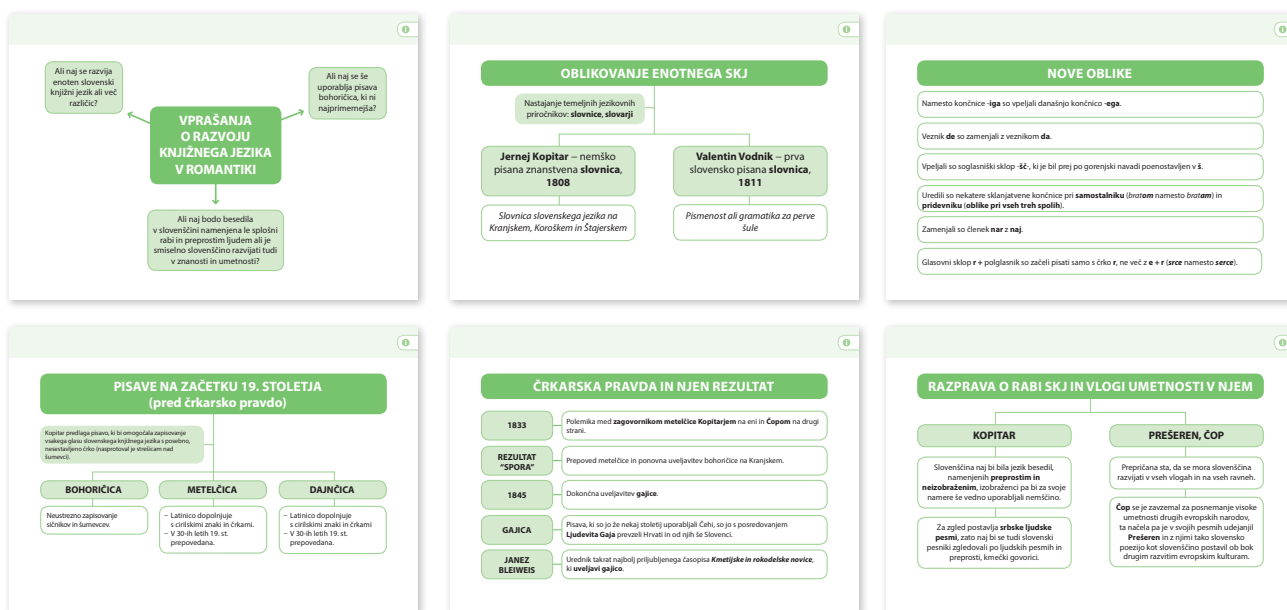 Ali naj se razvija
enoten slovenski
knjižni jezik ali več
različic?
Ali naj se še
uporablja pisava
bohoričica, ki ni
najprimernejša?
VPRAŠANJA
O RAZVOJU
KNJIŽNEGA JEZIKA
V ROMANTIKI
Ali naj bodo besedila
v slovenščini namenjena le splošni
rabi in preprostim ljudem ali je
smiselno slovenščino razvijati tudi
v znanosti in umetnosti?
OBLIKOVANJE ENOTNEGA SKJ
Nastajanje temeljnih jezikovnih
priročnikov: slovnice, slovarji
Jernej Kopitar – nemško
pisana znanstvena slovnica,
1808
Valentin Vodnik – prva
slovensko pisana slovnica,
1811
Slovnica slovenskega jezika na
Kranjskem, Koroškem in Štajerskem
Pismenost ali gramatika za perve
šule
NOVE OBLIKE
Namesto končnice -iga so vpeljali današnjo končnico -ega.
Veznik de so zamenjali z veznikom da.
Vpeljali so soglasniški sklop -šč-, ki je bil prej po gorenjski navadi poenostavljen v š.
Uredili so nekatere sklanjatvene končnice pri samostalniku (bratom namesto bratam) in
pridevniku (oblike pri vseh treh spolih).
Zamenjali so členek nar z naj.
Glasovni sklop r + polglasnik so začeli pisati samo s črko r, ne več z e + r (srce namesto serce).
PISAVE NA ZAČETKU 19. STOLETJA
(pred črkarsko pravdo)
Kopitar predlaga pisavo, ki bi omogočala zapisovanje
vsakega glasu slovenskega knjižnega jezika s posebno,
nesestavljeno črko (nasprotoval je strešicam nad
šumevci).
BOHORIČICA
Neustrezno zapisovanje
sičnikov in šumevcev.
METELČICA
– Latinico dopolnjuje
s cirilskimi znaki in črkami.
– V 30-ih letih 19. st.
prepovedana.
DAJNČICA
– Latinico dopolnjuje
s cirilskimi znaki in črkami
– V 30-ih letih 19. st.
prepovedana.
ČRKARSKA PRAVDA IN NJEN REZULTAT
1833
Polemika med zagovornikom metelčice Kopitarjem na eni in Čopom na drugi
strani.
REZULTAT
"SPORA"
Prepoved metelčice in ponovna uveljavitev bohoričice na Kranjskem.
1845
Dokončna uveljavitev gajice.
GAJICA
Pisava, ki so jo že nekaj stoletij uporabljali Čehi, so jo s posredovanjem
Ljudevita Gaja prevzeli Hrvati in od njih še Slovenci.
JANEZ
BLEIWEIS
Urednik takrat najbolj priljubljenega časopisa Kmetijske in rokodelske novice,
ki uveljavi gajico.
RAZPRAVA O RABI SKJ IN VLOGI UMETNOSTI V NJEM
KOPITAR
Slovenščina naj bi bila jezik besedil,
namenjenih preprostim in
neizobraženim, izobraženci pa bi za svoje
namere še vedno uporabljali nemščino.
Za zgled postavlja srbske ljudske
pesmi, zato naj bi se tudi slovenski
pesniki zgledovali po ljudskih pesmih in
preprosti, kmečki govorici.
PREŠEREN, ČOP
Prepričana sta, da se mora slovenščina
razvijati v vseh vlogah in na vseh ravneh.
Čop se je zavzemal za posnemanje visoke
umetnosti drugih evropskih narodov,
ta načela pa je v svojih pesmih udejanjil
Prešeren in z njimi tako slovensko
poezijo kot slovenščino postavil ob bok
drugim razvitim evropskim kulturam.